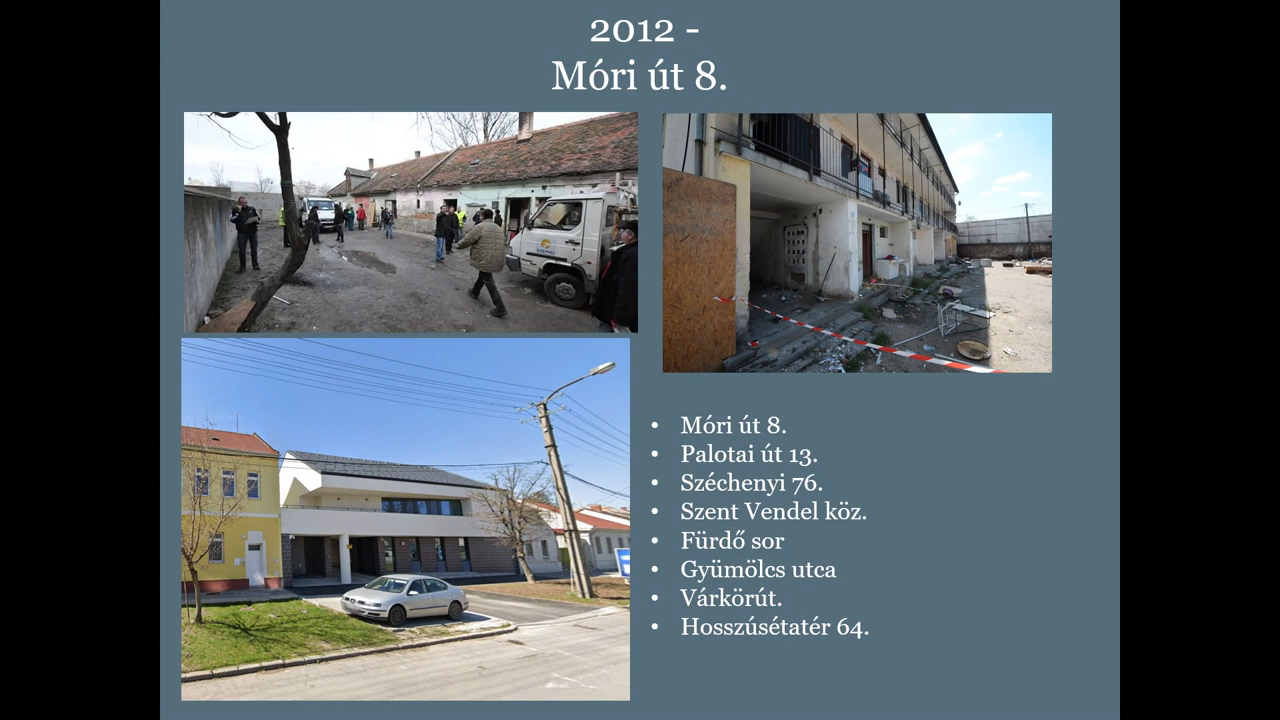 2012 -
Móri út 8.
Móri út 8.
Palotai út 13.
Széchenyi 76.
Szent Vendel köz.
Fürdő sor
Gyümölcs utca
Várkörút.
Hosszúsétatér 64.